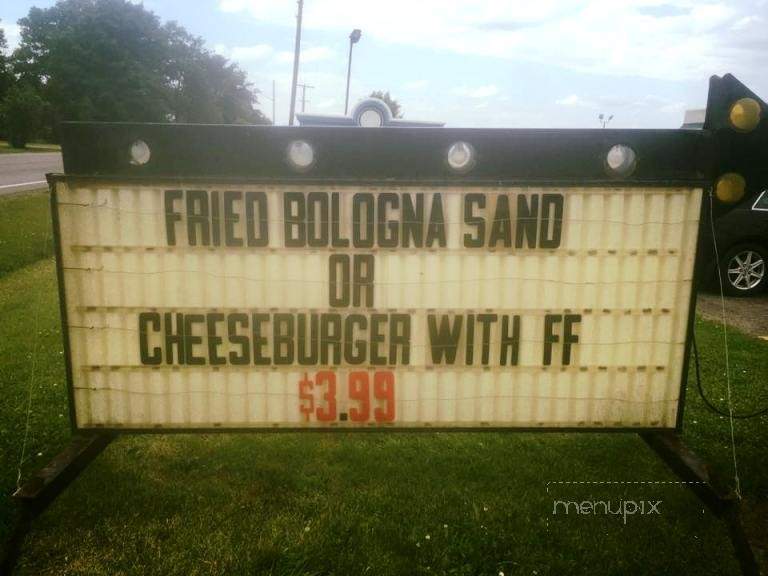 FRIED BOLOGNA SAND
OR
CHEESEBURGER WITH FF
$3.99
menupix